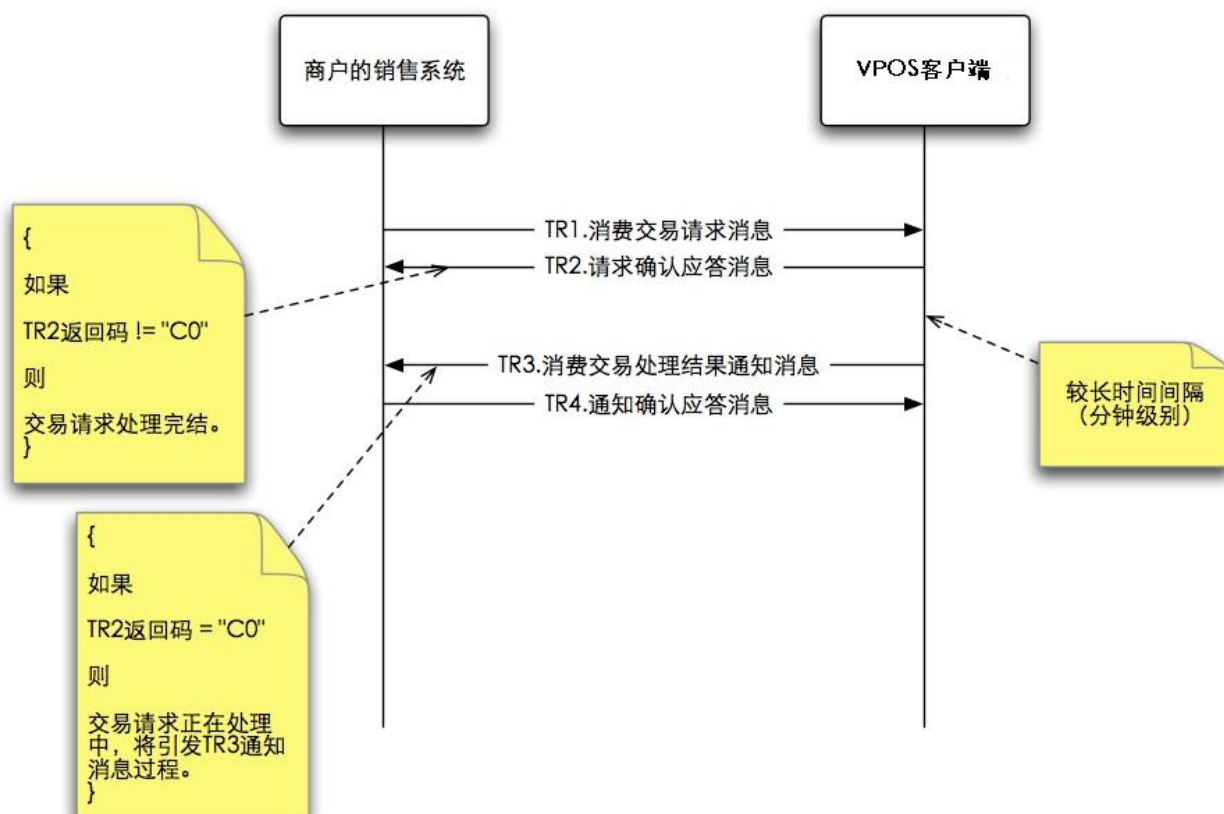 商户的销售系统
VPOS客户端
TR1.消费交易请求消息
TR2.请求确认应答消息
TR3.消费交易处理结果通知消息
TR4.通知确认应答消息
{
如果
TR2返回码 != "C0"
则
交易请求处理完结。
}
较长时间间隔
（分钟级别）
{
如果
TR2返回码 = "C0"
则
交易请求正在处理
中，将引发TR3通知
消息过程。
}